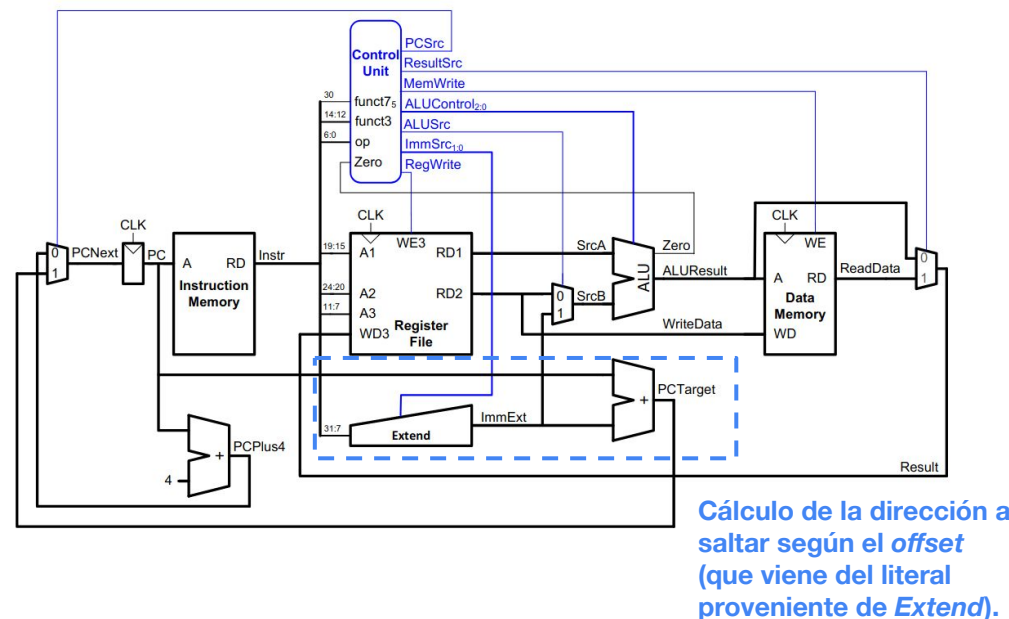 PCSrc
Control
Unit
ResultSrc
MemWrite
funct7₅
ALUControl₂:₀
funct3
ALUSrc
op
ImmSrc₁:₀
Zero
RegWrite
30
14:12
6:0
CLK
CLK
CLK
0
1
PCNext
PC
A
RD
Instruction
Memory
Instr
19:15
24:20
11:7
A1
A2
A3
WD3
WE3
RD1
RD2
Register
File
SrcA
0
1
SrcB
ALU
Zero
ALUResult
WriteData
WE
A
RD
Data
Memory
WD
ReadData
0
1
31:7
Extend
ImmExt
+
PCTarget
4
+
PCPlus4
Result
Cálculo de la dirección a
saltar según el offset
(que viene del literal
proveniente de Extend).